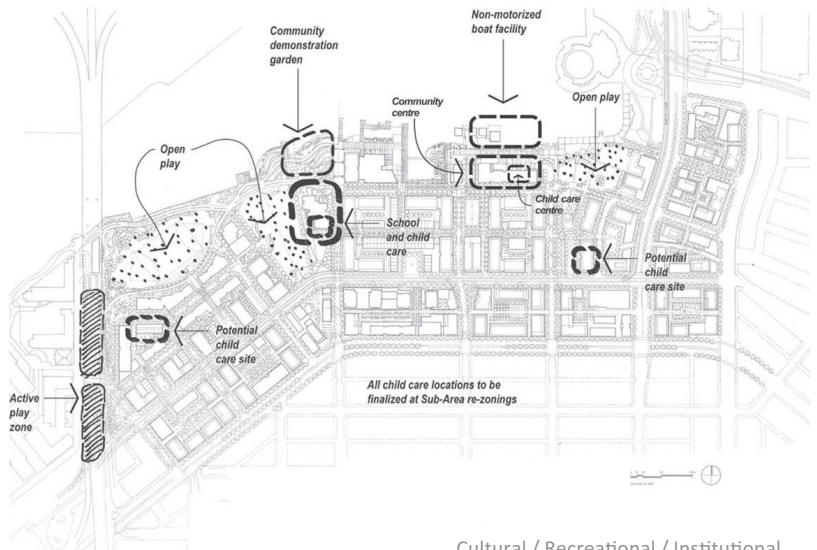 Non-motorized
boat facility
Community
demonstration
garden
Community
centre
Open play
Open
play
Child care
centre
School
and child
care
Potential
child
care site
Potential
child
care site
All child care locations to be
finalized at Sub-Area re-zonings
Active
play
zone
Cultural / Recreational / Institutional